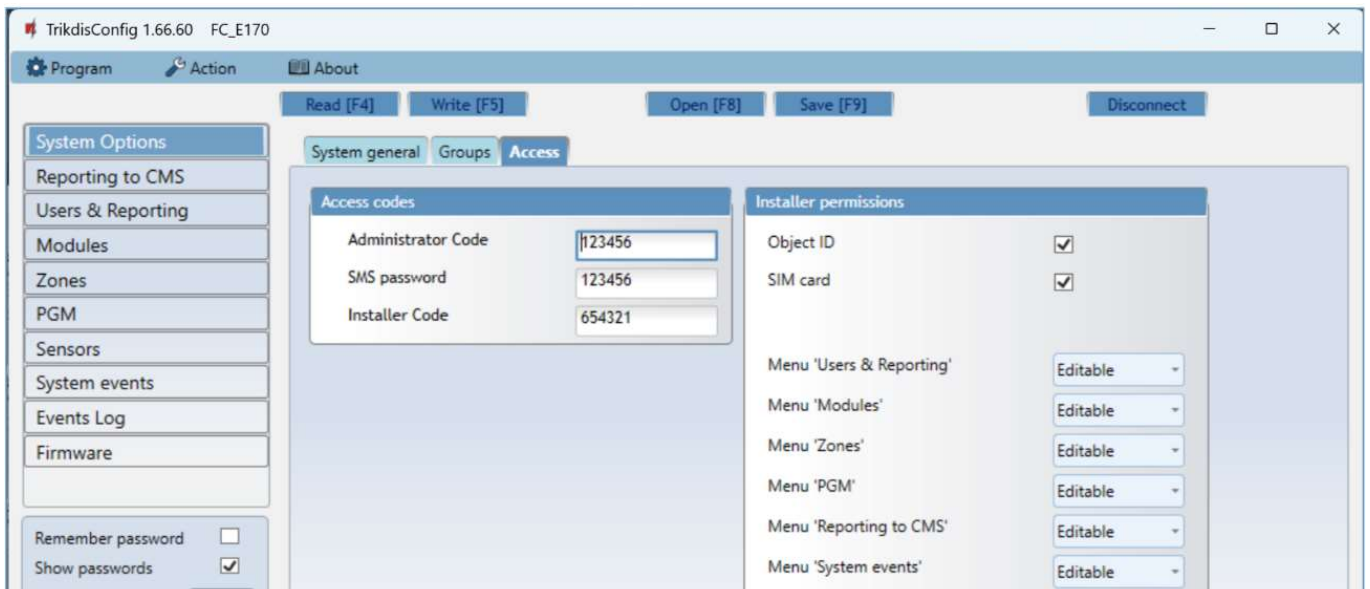 TrikdisConfig 1.66.60 FC_E170
Program Action About
Read [F4] Write [F5] Open [F8] Save [F9] Disconnect
System Options
Reporting to CMS
Users & Reporting
Modules
Zones
PGM
Sensors
System events
Events Log
Firmware
Remember password
Show passwords
System general Groups Access
Access codes
Administrator Code 123456
SMS password 123456
Installer Code 654321
Installer permissions
Object ID
SIM card
Menu 'Users & Reporting' Editable
Menu 'Modules' Editable
Menu 'Zones' Editable
Menu 'PGM' Editable
Menu 'Reporting to CMS' Editable
Menu 'System events' Editable